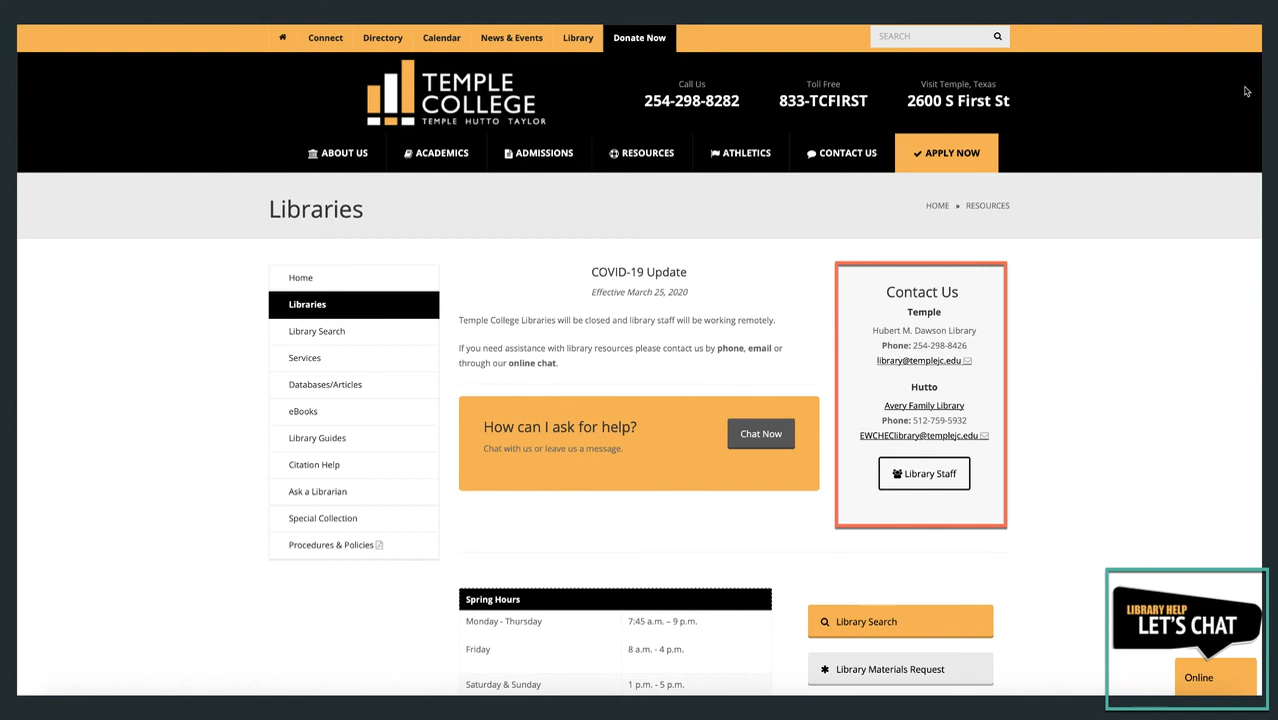 Connect Directory Calendar News & Events Library Donate Now SEARCH
TEMPLE
COLLEGE
TEMPLE HUTTO TAYLOR
Call Us
254-298-8282
Toll Free
833-TCFIRST
Visit Temple, Texas
2600 S First St
ABOUT US ACADEMICS ADMISSIONS RESOURCES ATHLETICS CONTACT US APPLY NOW
Libraries
HOME » RESOURCES
Home
Libraries
Library Search
Services
Databases/Articles
eBooks
Library Guides
Citation Help
Ask a Librarian
Special Collection
Procedures & Policies
COVID-19 Update
Effective March 25, 2020
Temple College Libraries will be closed and library staff will be working remotely.
If you need assistance with library resources please contact us by phone, email or
through our online chat.
How can I ask for help?
Chat with us or leave us a message.
Chat Now
Contact Us
Temple
Hubert M. Dawson Library
Phone: 254-298-8426
library@templejc.edu
Hutto
Avery Family Library
Phone: 512-759-5932
EWCHEClibrary@templejc.edu
Library Staff
Spring Hours
Monday - Thursday 7:45 a.m. – 9 p.m.
Friday 8 a.m. - 4 p.m.
Saturday & Sunday 1 p.m. - 5 p.m.
Library Search
Library Materials Request
LIBRARY HELP
LET'S CHAT
Online